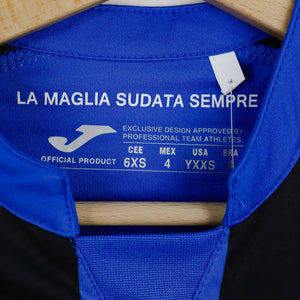 LA MAGLIA SUDATA SEMPRE
EXCLUSIVE DESIGN APPROVED BY
PROFESSIONAL TEAM ATHLETES.
OFFICIAL PRODUCT
CEE MEX USA BRA
6XS 4 YXXS